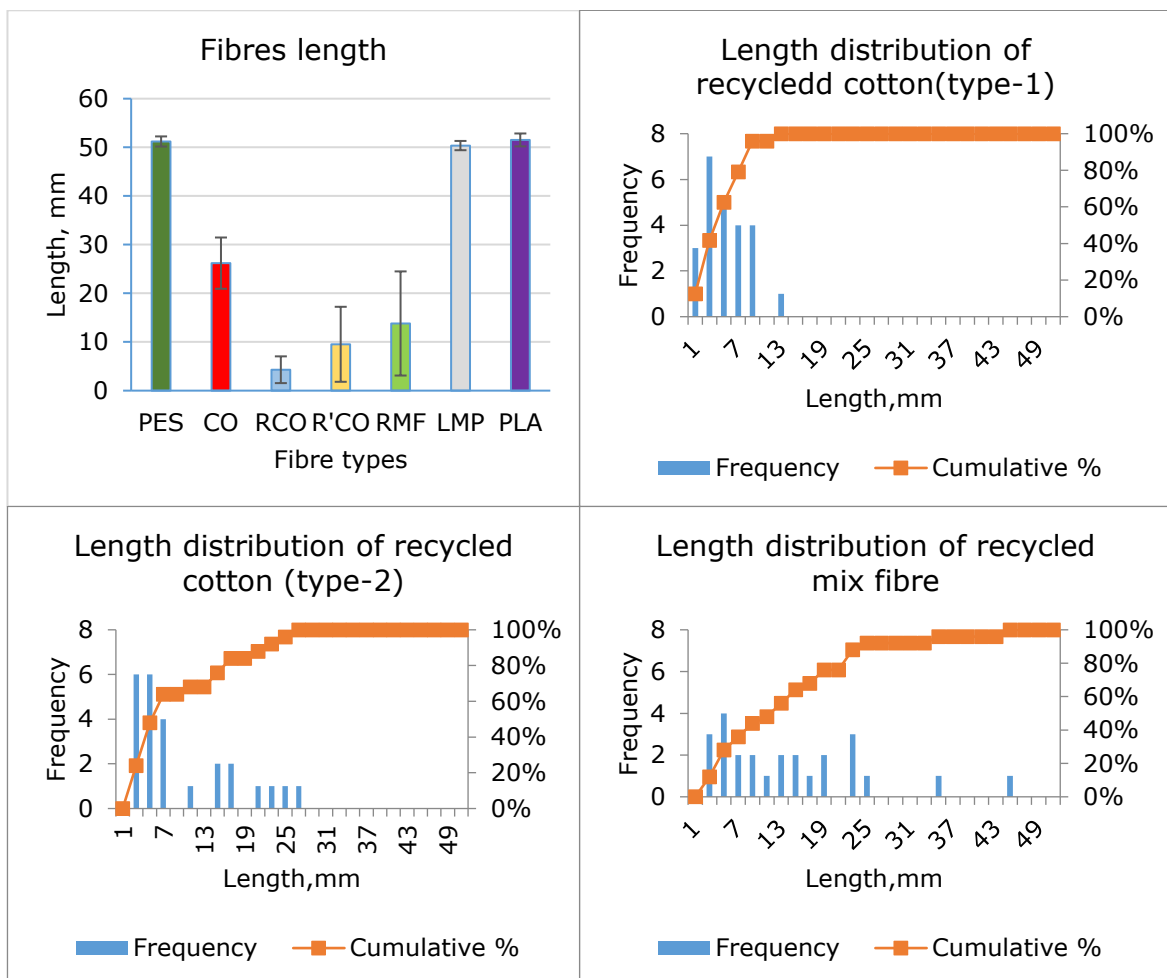 Fibres length
60
50
40
30
20
10
0
Length, mm
PES CO RCO R'CO RMF LMP PLA
Fibre types
Length distribution of
recycledd cotton(type-1)
8
6
4
2
0
Frequency
100%
80%
60%
40%
20%
0%
1 7 13 19 25 31 37 43 49
Length,mm
Frequency Cumulative %
Length distribution of recycled
cotton (type-2)
8
6
4
2
0
Frequency
100%
80%
60%
40%
20%
0%
1 7 13 19 25 31 37 43 49
Length,mm
Frequency Cumulative %
Length distribution of recycled
mix fibre
8
6
4
2
0
Frequency
100%
80%
60%
40%
20%
0%
1 7 13 19 25 31 37 43 49
Length,mm
Frequency Cumulative %